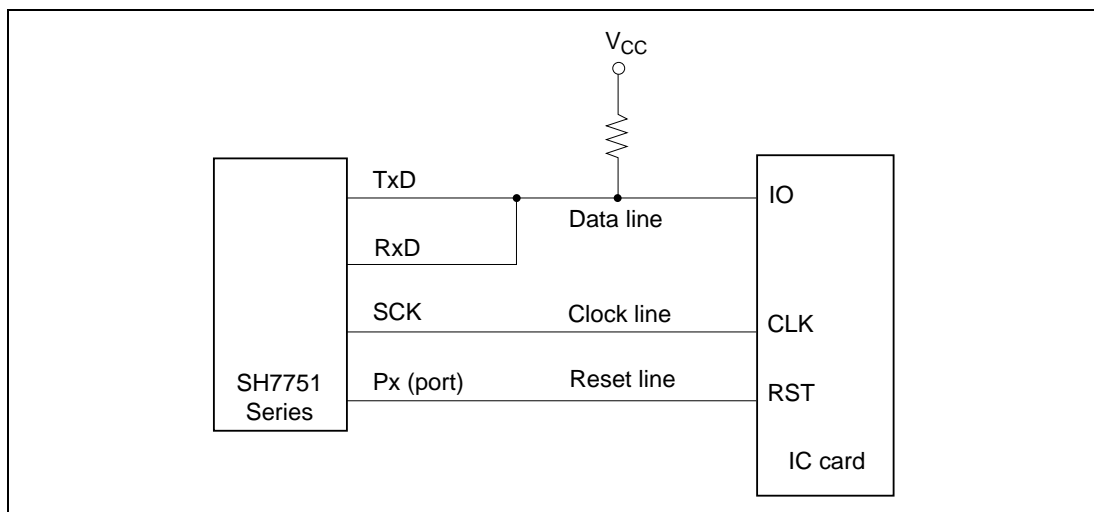 VCC
TxD
IO
Data line
RxD
SCK
Clock line
CLK
Px (port)
Reset line
RST
SH7751
Series
IC card